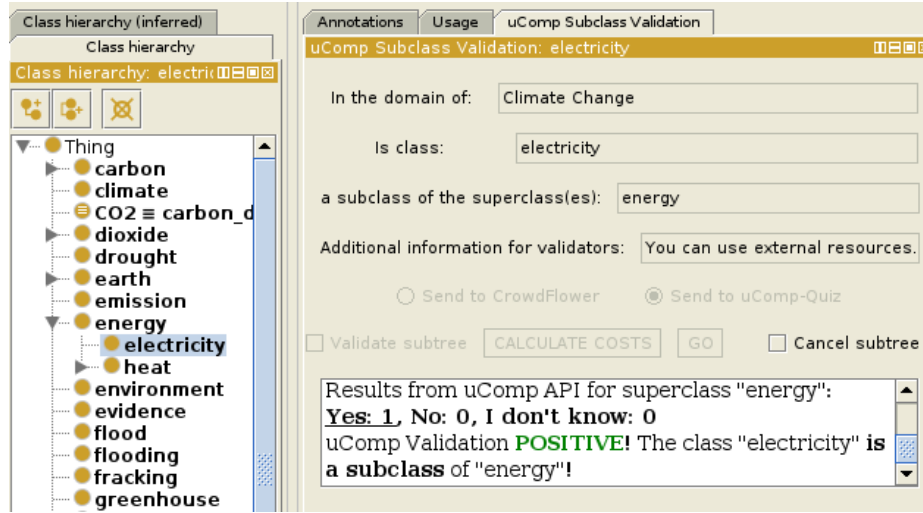 Class hierarchy (inferred)
Class hierarchy
Class hierarchy: electric
Thing
carbon
climate
CO2 ≡ carbon_d
dioxide
drought
earth
emission
energy
electricity
heat
environment
evidence
flood
flooding
fracking
greenhouse
Annotations Usage uComp Subclass Validation
uComp Subclass Validation: electricity
In the domain of: Climate Change
Is class: electricity
a subclass of the superclass(es): energy
Additional information for validators: You can use external resources.
Send to CrowdFlower Send to uComp-Quiz
Validate subtree CALCULATE COSTS GO Cancel subtree
Results from uComp API for superclass "energy":
Yes: 1, No: 0, I don't know: 0
uComp Validation POSITIVE! The class "electricity" is
a subclass of "energy"!